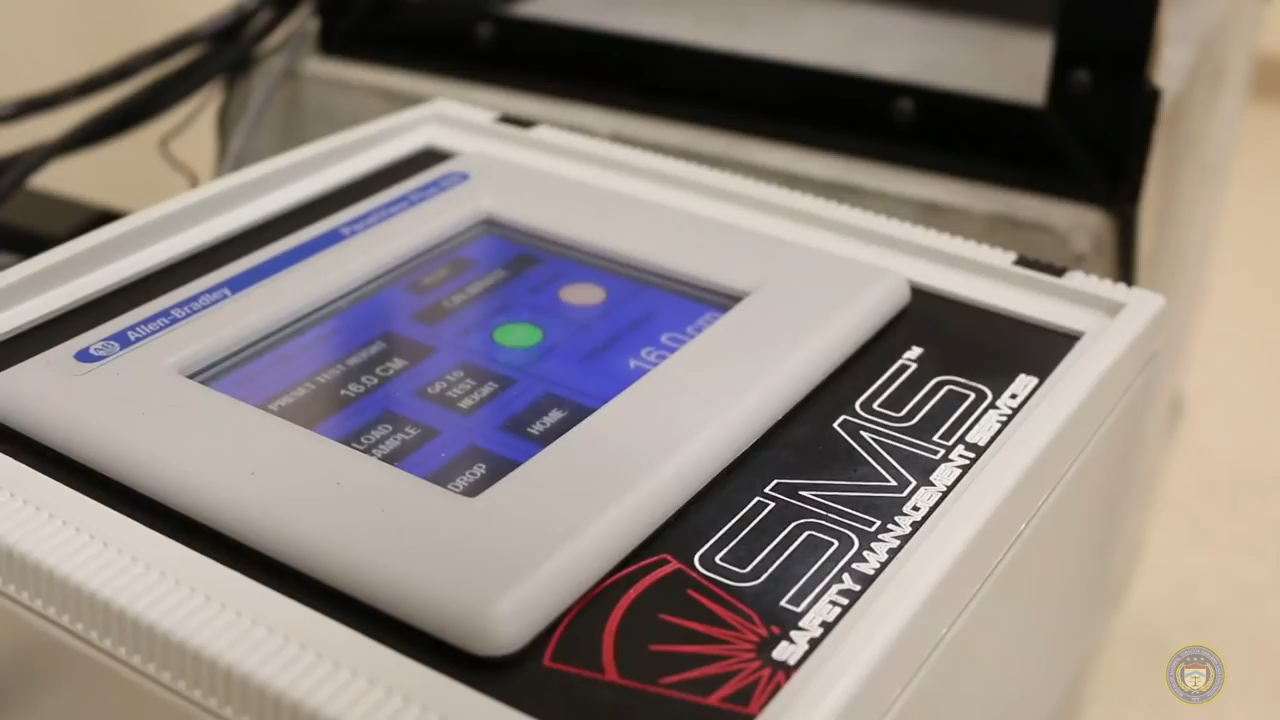 Allen-Bradley
CALIBRATE
PRESET TEST HEIGHT
16.0 CM
GO TO
TEST
HEIGHT
16.0 cm
LOAD
SAMPLE
HOME
DROP
SMS™
SAFETY MANAGEMENT SERVICES